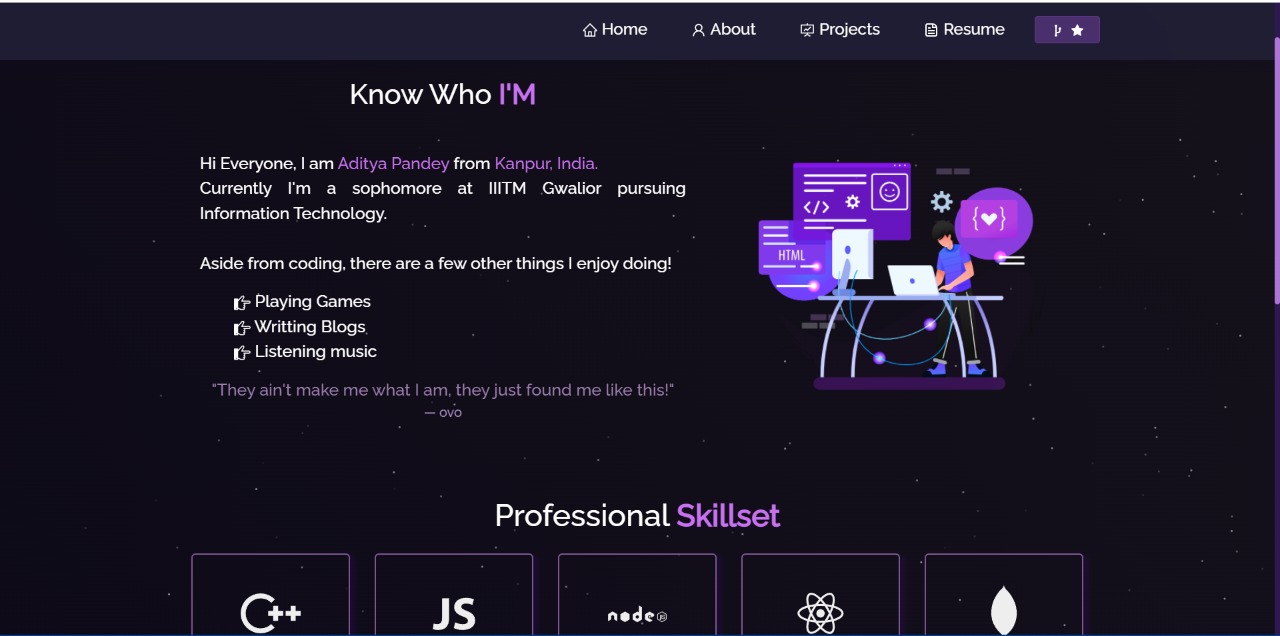 Home About Projects Resume
Know Who I'M
Hi Everyone, I am Aditya Pandey from Kanpur, India.
Currently I'm a sophomore at IIITM Gwalior pursuing
Information Technology.
Aside from coding, there are a few other things I enjoy doing!
Playing Games
Writting Blogs
Listening music
"They ain't make me what I am, they just found me like this!"
— ovo
</>
HTML
{ }
Professional Skillset
C++ JS node JS